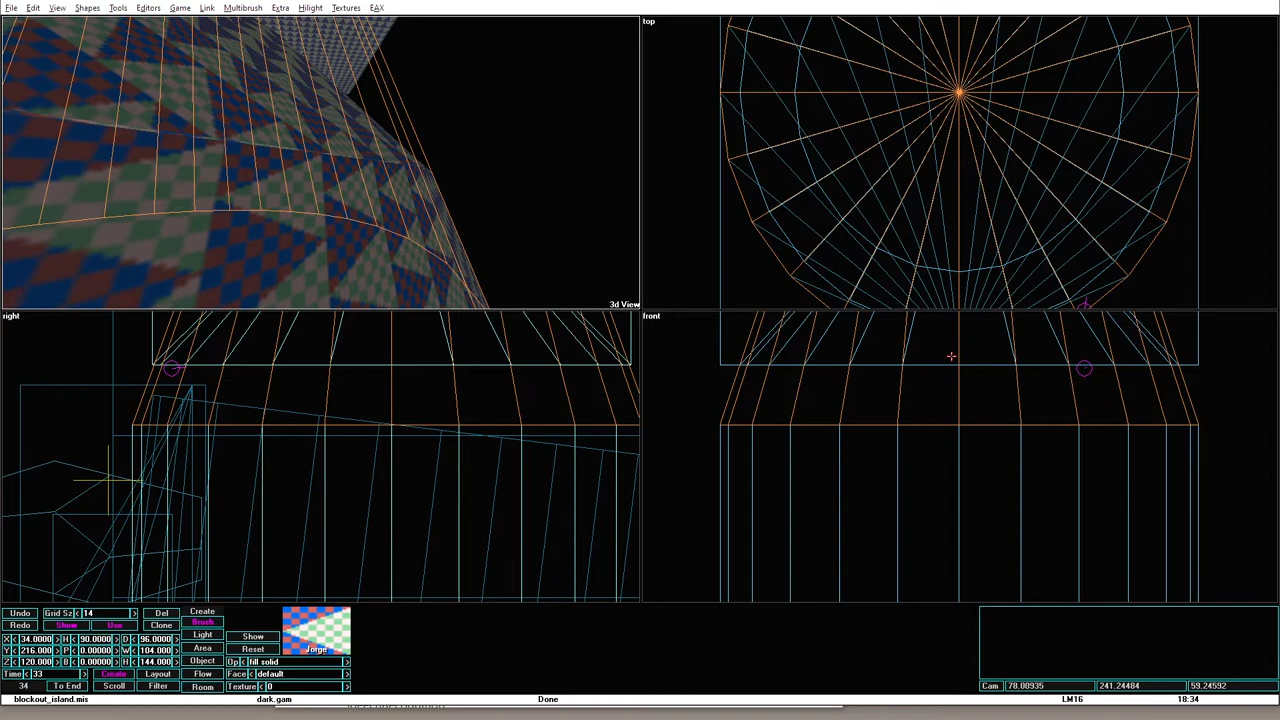 File Edit View Shapes Tools Editors Game Link Multibrush Extra Hilight Textures EAX
top
3d View
right
front
Undo Grid Sz < 14 > Del Create
Redo Show Use Clone Brush
X < 34.0000 > H < 90.0000 > D < 96.0000 > Light Show Jorge
Y < 216.000 > P < 0.00000 > W < 104.000 > Area Reset
Z < 120.000 > B < 0.00000 > H < 144.000 > Object Op < fill solid >
Time < 33 > Create Layout Flow Face < default >
34 To End Scroll Filter Room Texture < 0 > Cam 78.00935 241.24484 59.24592
blockout_island.mis dark.gam Done LM16 18:34